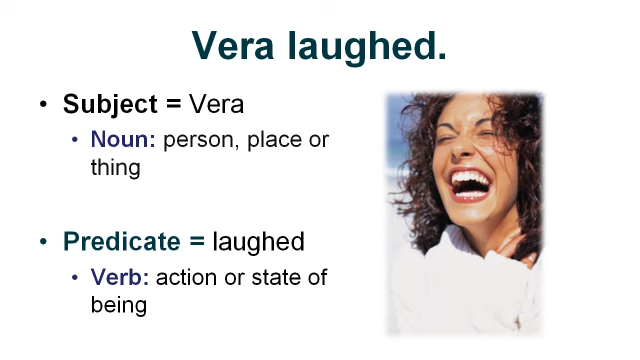 Vera laughed.
• Subject = Vera
• Noun: person, place or
thing
• Predicate = laughed
• Verb: action or state of
being